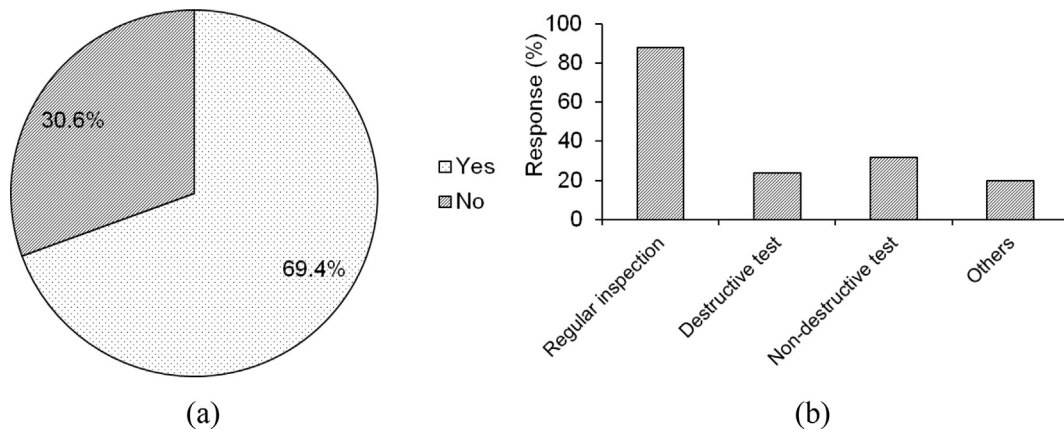 30.6%
69.4%
Yes
No
(a)
Response (%)
100
80
60
40
20
0
Regular inspection
Destructive test
Non-destructive test
Others
(b)